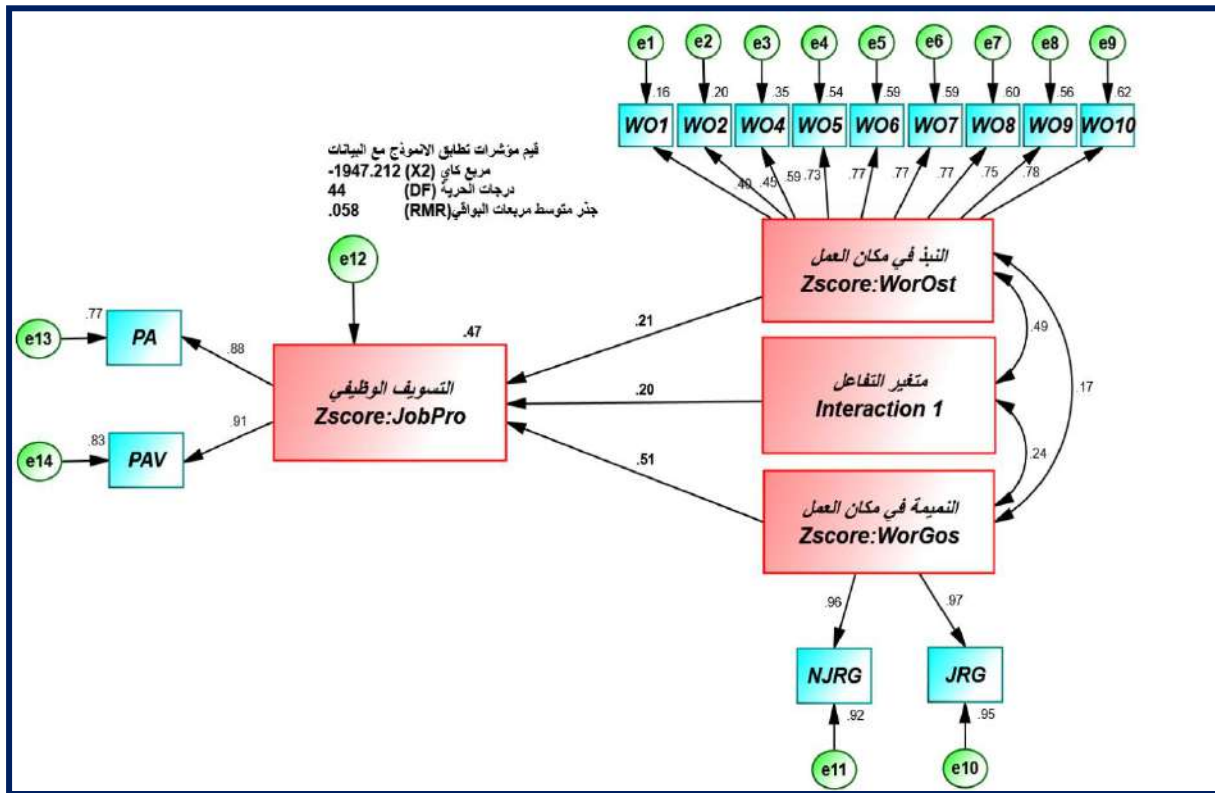 e1 e2 e3 e4 e5 e6 e7 e8 e9
.16 .20 .35 .54 .59 .59 .60 .56 .62
WO1 WO2 WO4 WO5 WO6 WO7 WO8 WO9 WO10
.40 .45 .59 .73 .77 .77 .77 .75 .78
قيم مؤشرات تطابق الانموذج مع البيانات
مربع كاي (X2) 1947.212-
درجات الحرية (DF) 44
جذر متوسط مربعات البواقي(RMR) .058
e12
النبذ في مكان العمل
Zscore:WorOst
.77
e13
PA
.88
.47
.21
.49
التسويف الوظيفي
Zscore:JobPro
.20
متغير التفاعل
Interaction 1
.17
.83
e14
PAV
.91
.51
.24
النميمة في مكان العمل
Zscore:WorGos
.96 .97
NJRG JRG
.92 .95
e11 e10